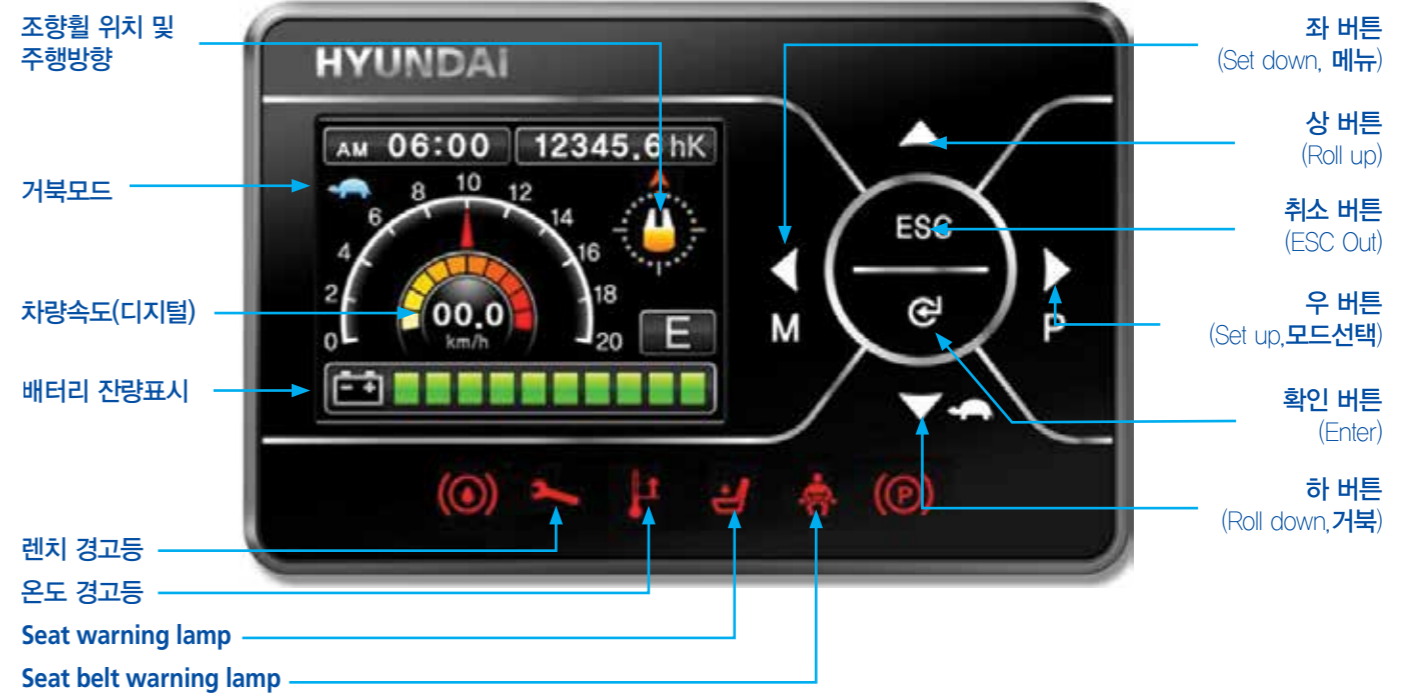 조향휠 위치 및
주행방향
거북모드
차량속도(디지털)
배터리 잔량표시
렌치 경고등
온도 경고등
Seat warning lamp
Seat belt warning lamp
HYUNDAI
AM 06:00
12345.6 hK
0
2
4
6
8
10
12
14
16
18
20
00.0
km/h
E
ESC
M
P
(P)
좌 버튼
(Set down, 메뉴)
상 버튼
(Roll up)
취소 버튼
(ESC Out)
우 버튼
(Set up,모드선택)
확인 버튼
(Enter)
하 버튼
(Roll down,거북)